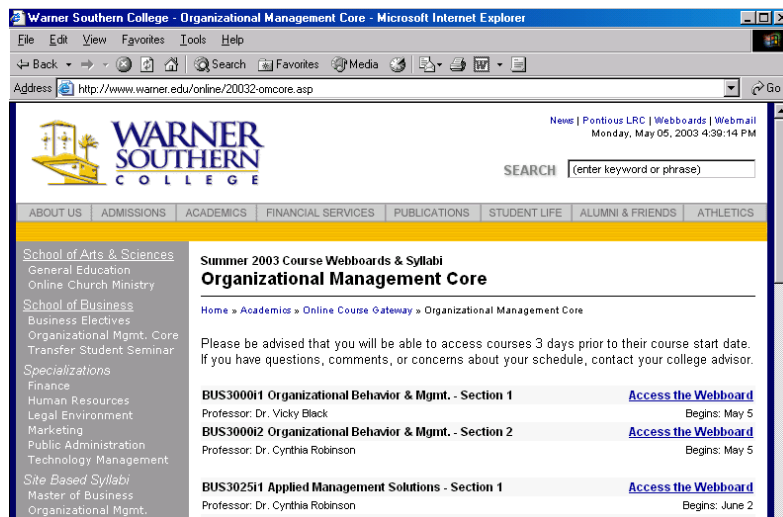 Warner Southern College - Organizational Management Core - Microsoft Internet Explorer
File Edit View Favorites Tools Help
Back Search Favorites Media
Address http://www.warner.edu/online/20032-omcore.asp Go
News | Pontious LRC | Webboards | Webmail
Monday, May 05, 2003 4:39:14 PM
WARNER
SOUTHERN
COLLEGE
SEARCH (enter keyword or phrase)
ABOUT US ADMISSIONS ACADEMICS FINANCIAL SERVICES PUBLICATIONS STUDENT LIFE ALUMNI & FRIENDS ATHLETICS
School of Arts & Sciences
General Education
Online Church Ministry
School of Business
Business Electives
Organizational Mgmt. Core
Transfer Student Seminar
Specializations
Finance
Human Resources
Legal Environment
Marketing
Public Administration
Technology Management
Site Based Syllabi
Master of Business
Organizational Mgmt.
Summer 2003 Course Webboards & Syllabi
Organizational Management Core
Home » Academics » Online Course Gateway » Organizational Management Core
Please be advised that you will be able to access courses 3 days prior to their course start date.
If you have questions, comments, or concerns about your schedule, contact your college advisor.
BUS3000i1 Organizational Behavior & Mgmt. - Section 1 Access the Webboard
Professor: Dr. Vicky Black Begins: May 5
BUS3000i2 Organizational Behavior & Mgmt. - Section 2 Access the Webboard
Professor: Dr. Cynthia Robinson Begins: May 5
BUS3025i1 Applied Management Solutions - Section 1 Access the Webboard
Professor: Dr. Cynthia Robinson Begins: June 2